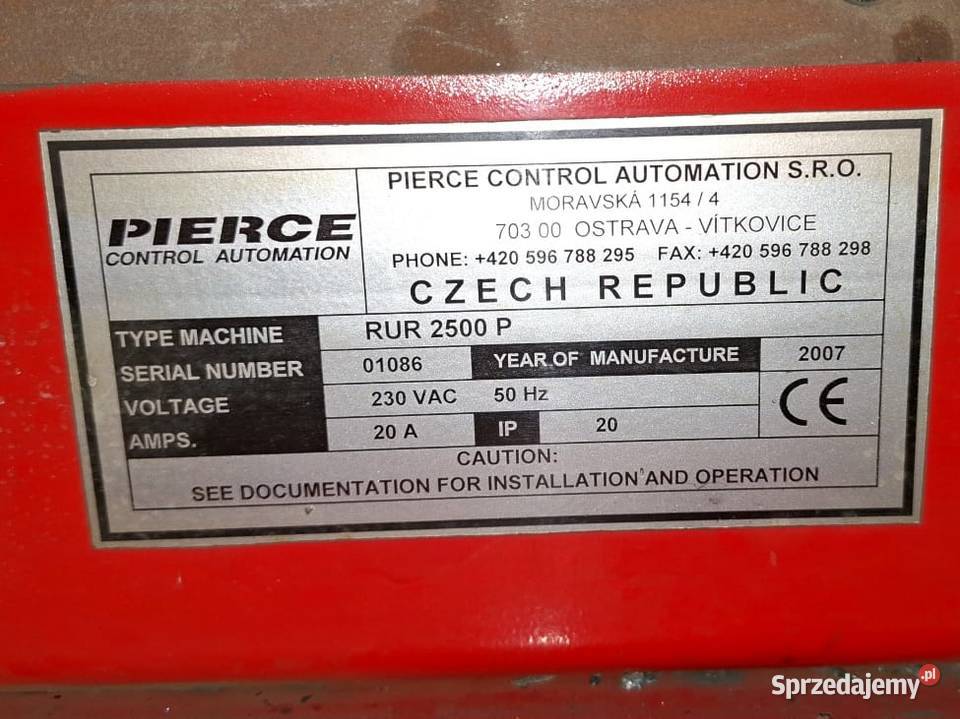 PIERCE
CONTROL AUTOMATION
PIERCE CONTROL AUTOMATION S.R.O.
MORAVSKÁ 1154 / 4
703 00 OSTRAVA - VÍTKOVICE
PHONE: +420 596 788 295 FAX: +420 596 788 298
CZECH REPUBLIC
TYPE MACHINE RUR 2500 P
SERIAL NUMBER 01086 YEAR OF MANUFACTURE 2007
VOLTAGE 230 VAC 50 Hz CE
AMPS. 20 A IP 20
CAUTION:
SEE DOCUMENTATION FOR INSTALLATION AND OPERATION
Sprzedajemy.pl